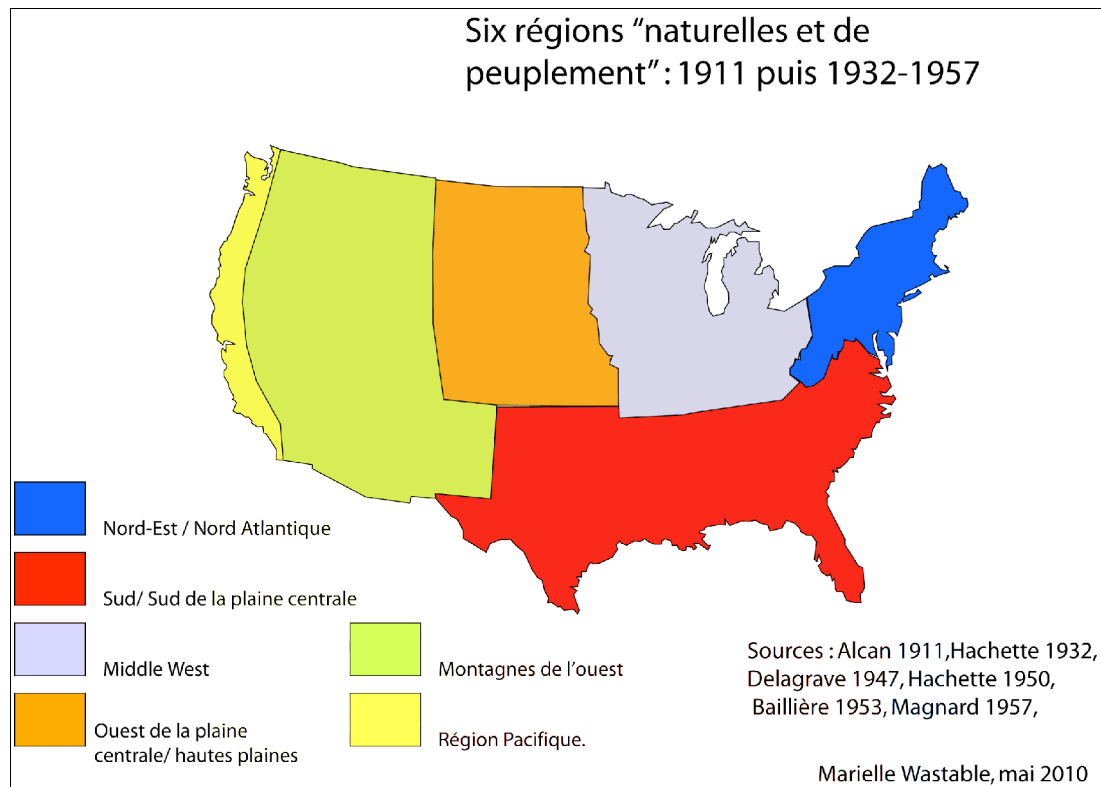 Six régions “naturelles et de
peuplement” : 1911 puis 1932-1957
Nord-Est / Nord Atlantique
Sud/ Sud de la plaine centrale
Middle West
Ouest de la plaine
centrale/ hautes plaines
Montagnes de l’ouest
Région Pacifique.
Sources : Alcan 1911,Hachette 1932,
Delagrave 1947, Hachette 1950,
Baillière 1953, Magnard 1957,
Marielle Wastable, mai 2010